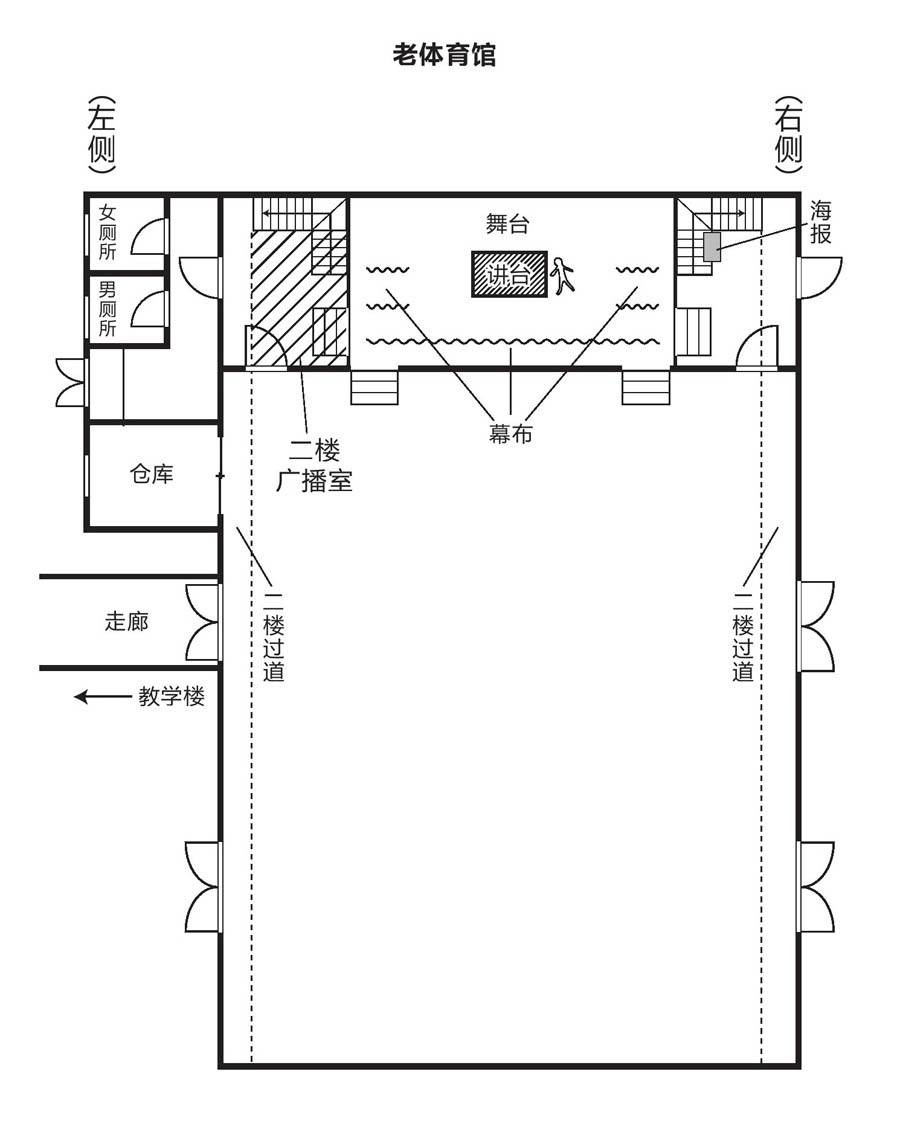 老体育馆
（左侧）
（右侧）
女厕所
男厕所
舞台
讲台
海报
幕布
二楼
广播室
仓库
走廊
二楼过道
二楼过道
教学楼